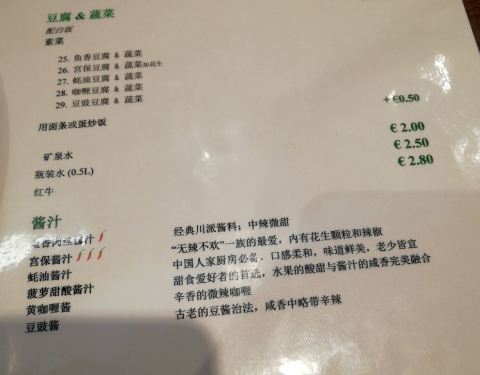 豆腐 & 蔬菜
配白饭
素菜
25. 鱼香豆腐 & 蔬菜
26. 宫保豆腐 & 蔬菜如花生
27. 蚝油豆腐 & 蔬菜
28. 咖喱豆腐 & 蔬菜
29. 豆豉豆腐 & 蔬菜
用面条或蛋炒饭 + €0.50
矿泉水 € 2.00
瓶装水 (0.5L) € 2.50
红牛 € 2.80
酱汁
鱼香肉丝酱汁 经典川派酱料;中辣微甜
宫保酱汁 “无辣不欢”一族的最爱,内有花生颗粒和辣椒
蚝油酱汁 中国人家厨房必备,口感柔和,味道鲜美,老少皆宜
菠萝甜酸酱汁 甜食爱好者的首选,水果的酸甜与酱汁的咸香完美融合
黄咖喱酱 辛香的微辣咖喱
豆豉酱 古老的豆酱治法,咸香中略带辛辣